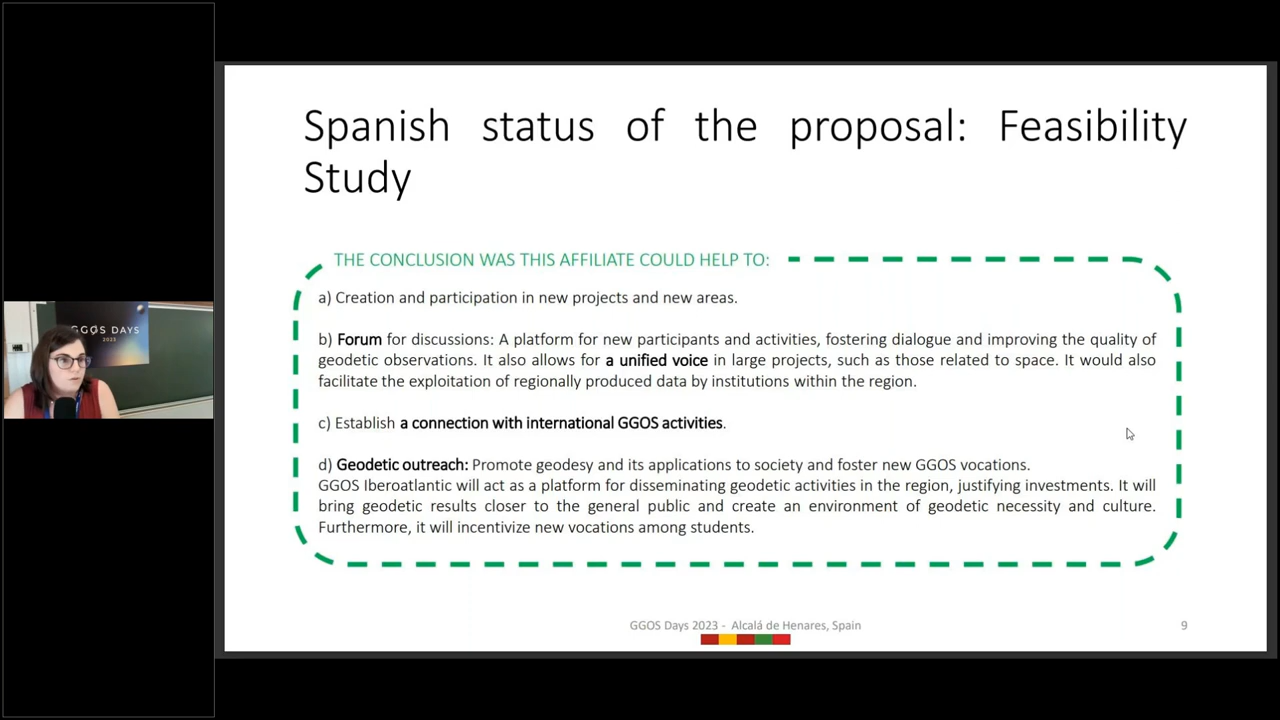 Spanish status of the proposal: Feasibility
Study
THE CONCLUSION WAS THIS AFFILIATE COULD HELP TO:
a) Creation and participation in new projects and new areas.
b) Forum for discussions: A platform for new participants and activities, fostering dialogue and improving the quality of
geodetic observations. It also allows for a unified voice in large projects, such as those related to space. It would also
facilitate the exploitation of regionally produced data by institutions within the region.
c) Establish a connection with international GGOS activities.
d) Geodetic outreach: Promote geodesy and its applications to society and foster new GGOS vocations.
GGOS Iberoatlantic will act as a platform for disseminating geodetic activities in the region, justifying investments. It will
bring geodetic results closer to the general public and create an environment of geodetic necessity and culture.
Furthermore, it will incentivize new vocations among students.
GGOS DAYS
2023
GGOS Days 2023 - Alcalá de Henares, Spain
9